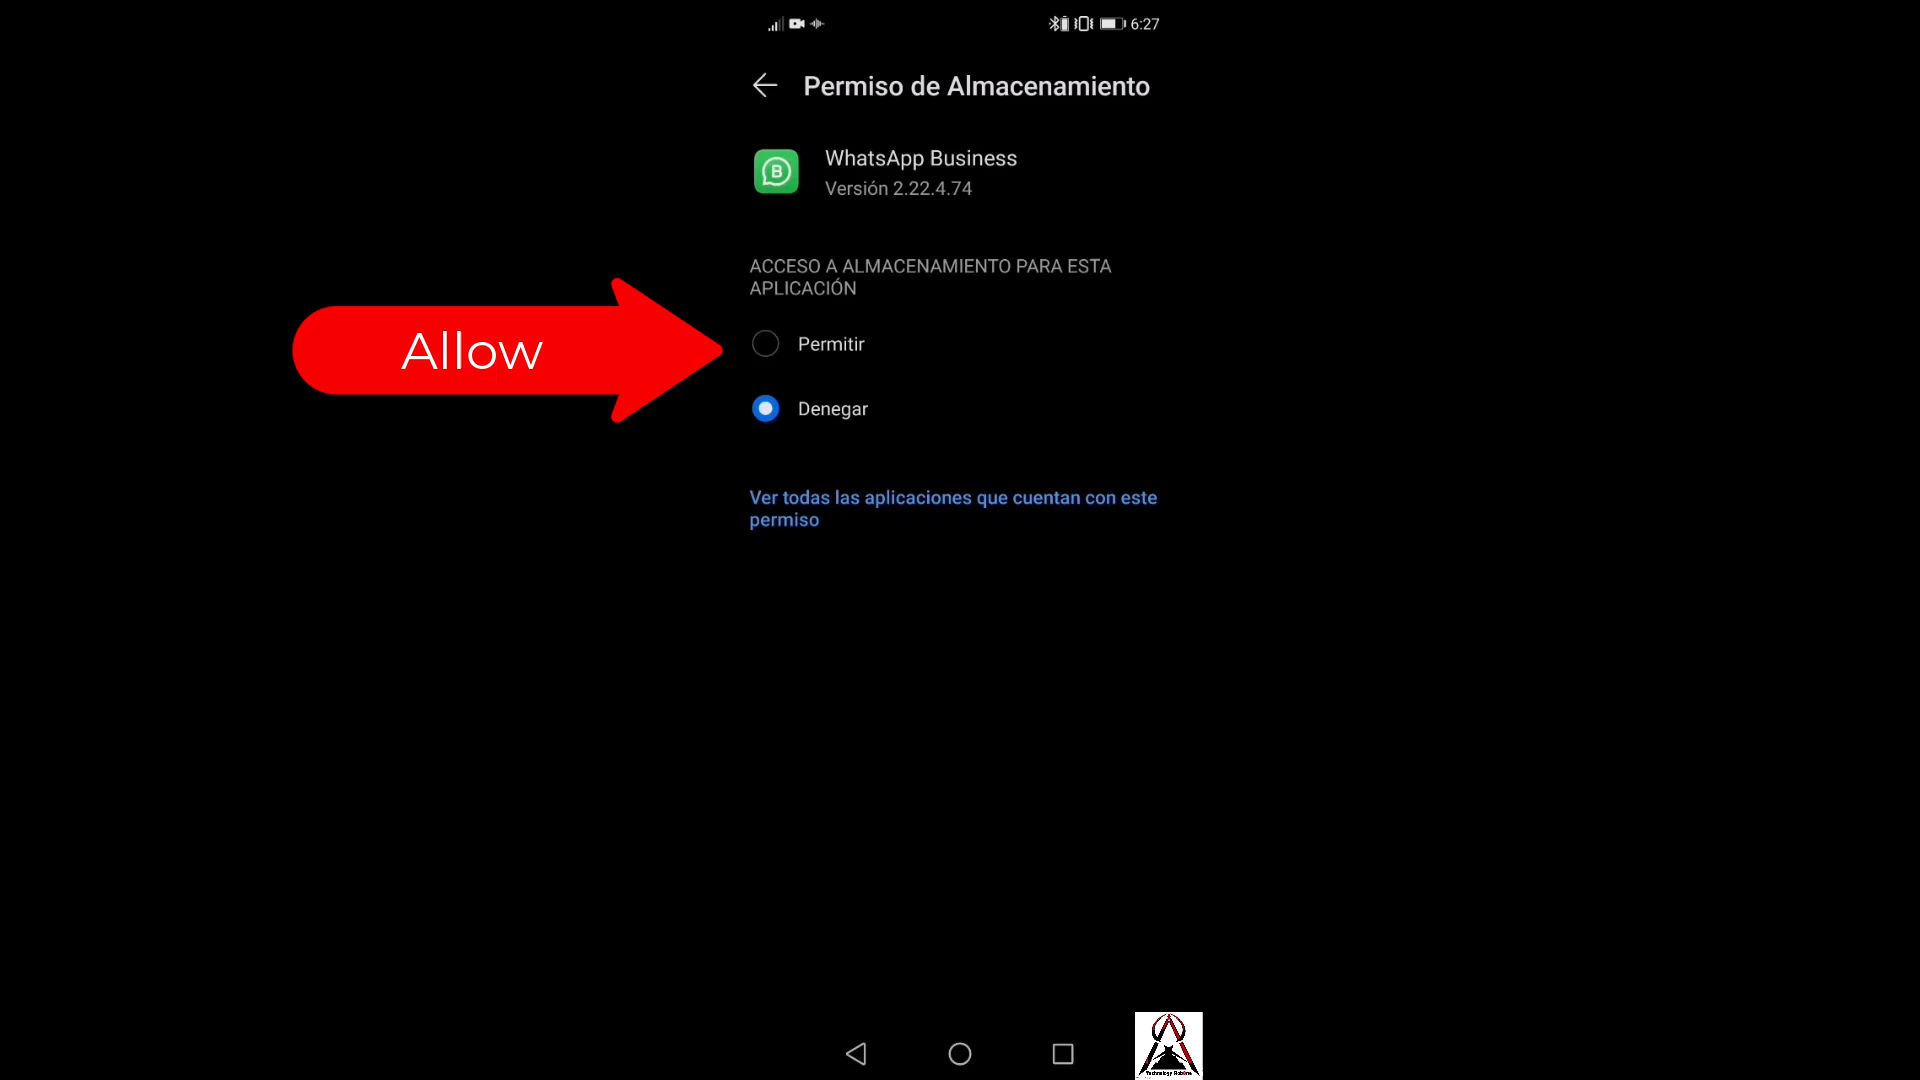 6:27
Permiso de Almacenamiento
WhatsApp Business
Versión 2.22.4.74
ACCESO A ALMACENAMIENTO PARA ESTA
APLICACIÓN
Allow
Permitir
Denegar
Ver todas las aplicaciones que cuentan con este
permiso